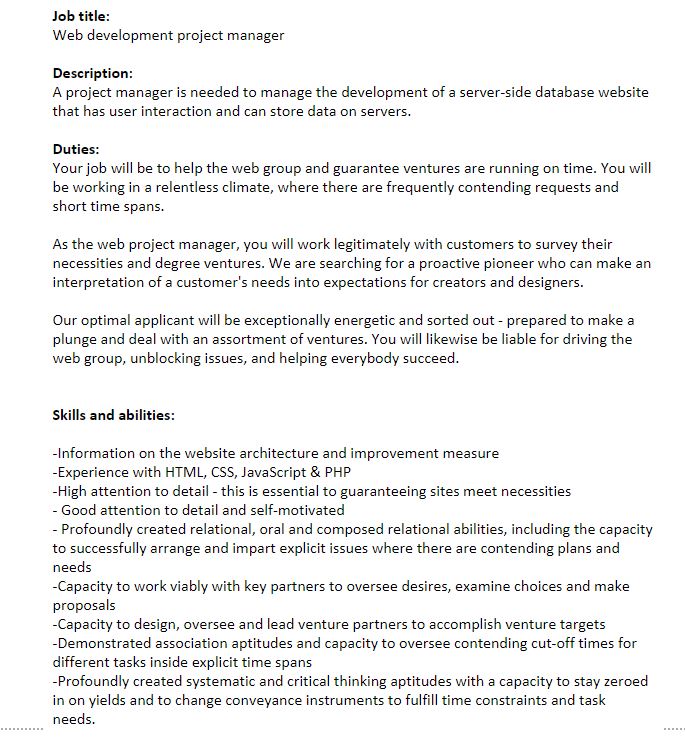 Job title:
Web development project manager
Description:
A project manager is needed to manage the development of a server-side database website
that has user interaction and can store data on servers.
Duties:
Your job will be to help the web group and guarantee ventures are running on time. You will
be working in a relentless climate, where there are frequently contending requests and
short time spans.
As the web project manager, you will work legitimately with customers to survey their
necessities and degree ventures. We are searching for a proactive pioneer who can make an
interpretation of a customer's needs into expectations for creators and designers.
Our optimal applicant will be exceptionally energetic and sorted out - prepared to make a
plunge and deal with an assortment of ventures. You will likewise be liable for driving the
web group, unblocking issues, and helping everybody succeed.
Skills and abilities:
-Information on the website architecture and improvement measure
-Experience with HTML, CSS, JavaScript & PHP
-High attention to detail - this is essential to guaranteeing sites meet necessities
- Good attention to detail and self-motivated
- Profoundly created relational, oral and composed relational abilities, including the capacity
to successfully arrange and impart explicit issues where there are contending plans and
needs
-Capacity to work viably with key partners to oversee desires, examine choices and make
proposals
-Capacity to design, oversee and lead venture partners to accomplish venture targets
-Demonstrated association aptitudes and capacity to oversee contending cut-off times for
different tasks inside explicit time spans
-Profoundly created systematic and critical thinking aptitudes with a capacity to stay zeroed
in on yields and to change conveyance instruments to fulfill time constraints and task
needs.